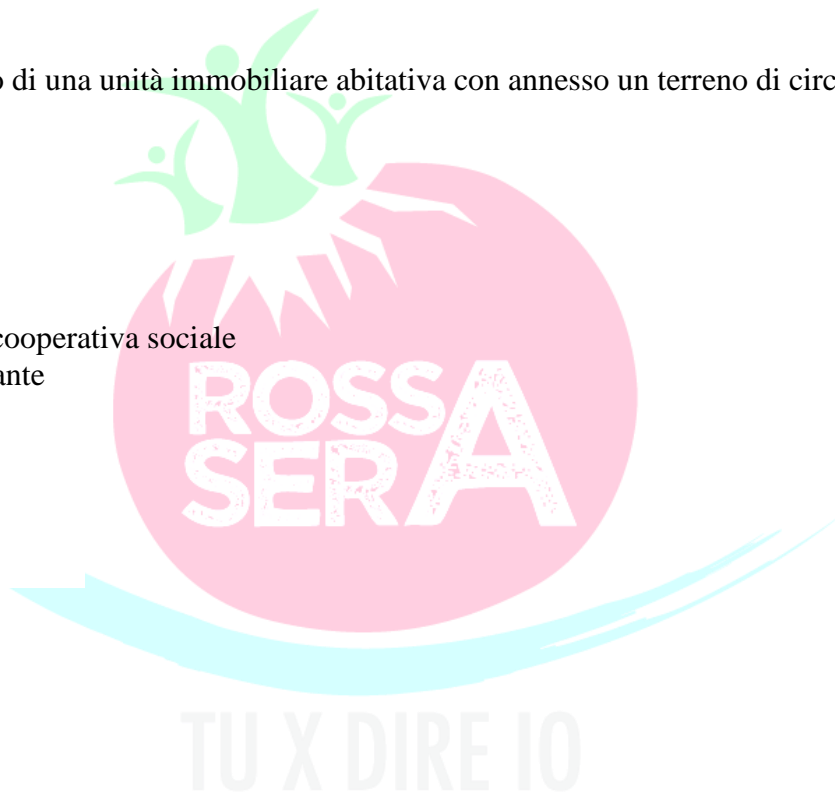 o di una unità immobiliare abitativa con annesso un terreno di circ
cooperativa sociale
ante
ROSSA
SERA
TU X DIRE IO